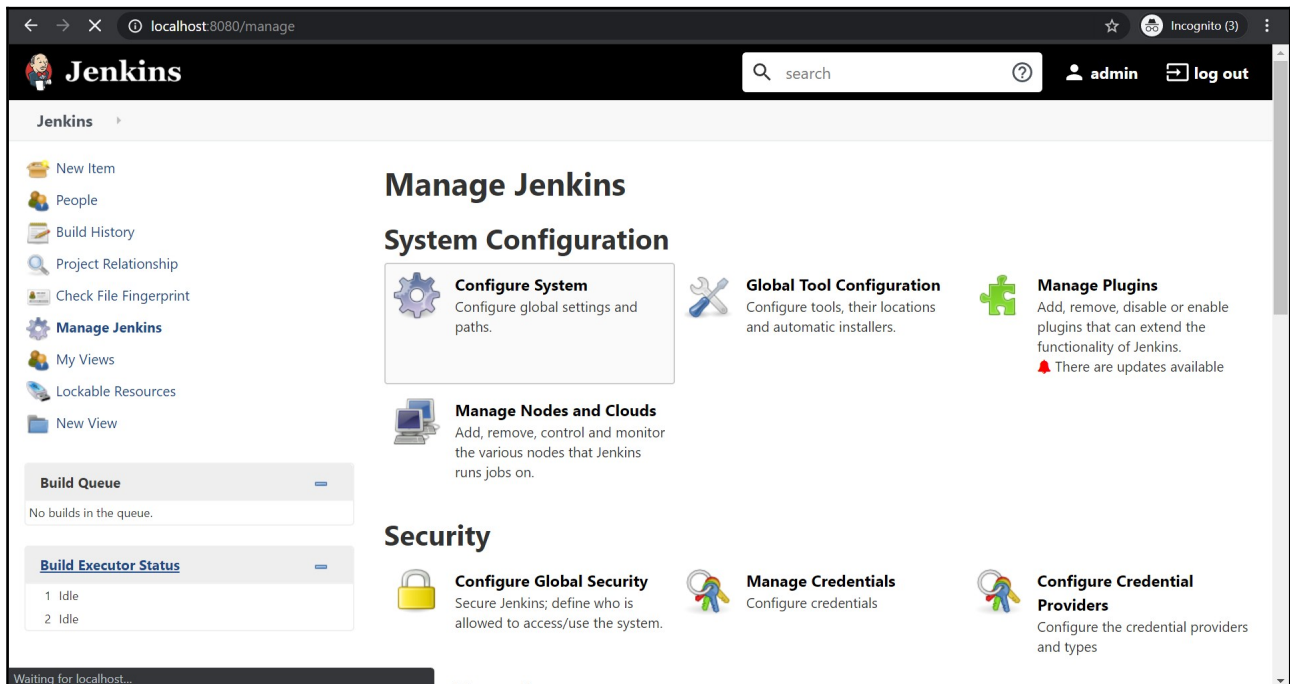 localhost:8080/manage
Incognito (3)
Jenkins
search
admin
log out
Jenkins
New Item
People
Build History
Project Relationship
Check File Fingerprint
Manage Jenkins
My Views
Lockable Resources
New View
Build Queue
No builds in the queue.
Build Executor Status
1 Idle
2 Idle
Manage Jenkins
System Configuration
Configure System
Configure global settings and
paths.
Global Tool Configuration
Configure tools, their locations
and automatic installers.
Manage Plugins
Add, remove, disable or enable
plugins that can extend the
functionality of Jenkins.
There are updates available
Manage Nodes and Clouds
Add, remove, control and monitor
the various nodes that Jenkins
runs jobs on.
Security
Configure Global Security
Secure Jenkins; define who is
allowed to access/use the system.
Manage Credentials
Configure credentials
Configure Credential
Providers
Configure the credential providers
and types
Waiting for localhost...